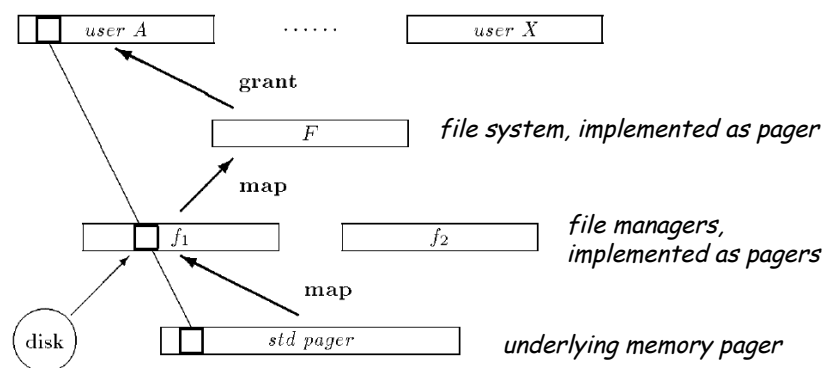 user A
......
user X
grant
F
file system, implemented as pager
map
f1
f2
file managers,
implemented as pagers
map
disk
std pager
underlying memory pager